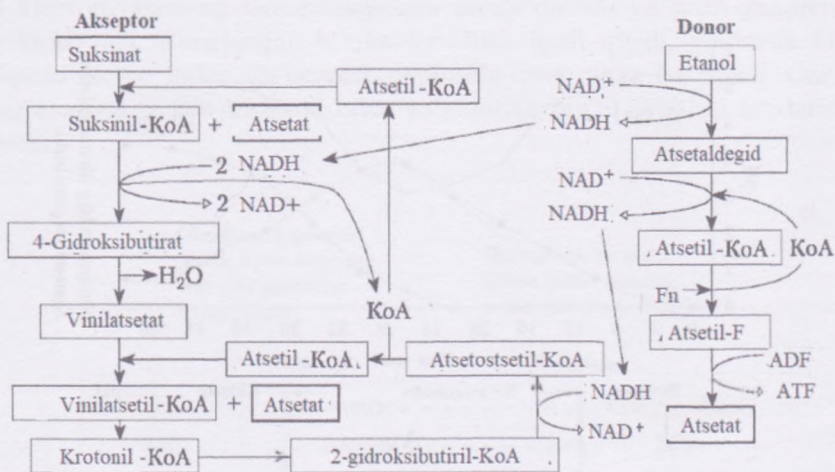 Akseptor
Donor
Suksinat
Etanol
Atsetil-KoA
NAD+
NADH
Suksinil-KoA + Atsetat
Atsetaldegid
2 NADH
2 NAD+
NAD+
NADH
4-Gidroksibutirat
Atsetil-KoA
KoA
H2O
KoA
Fn
Vinilatsetat
Atsetil-F
Atsetil-KoA
Atsetostsetil-KoA
ADF
ATF
NADH
NAD+
Vinilatsetil-KoA + Atsetat
Atsetat
Krotonil-KoA
2-gidroksibutiril-KoA